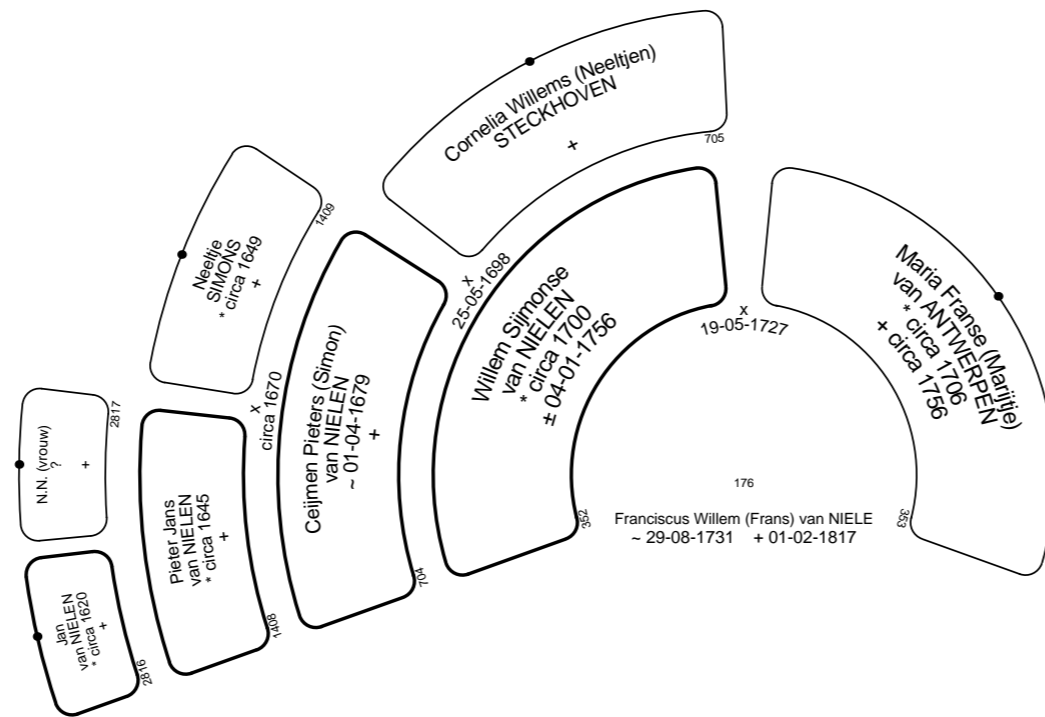 Cornelia Willems (Neeltjen)
STECKHOVEN
+
705
Neeltje
SIMONS
* circa 1649
+
1409
x
25-05-1698
Willem Sijmonse
van NIELEN
* circa 1700
± 04-01-1756
352
x
19-05-1727
Maria Franse (Marijtje)
van ANTWERPEN
* circa 1706
+ circa 1756
353
Ceijmen Pieters (Simon)
van NIELEN
~ 01-04-1679
+
704
x
circa 1670
N.N. (vrouw)
?
+
2817
Pieter Jans
van NIELEN
* circa 1645
+
1408
Jan
van NIELEN
* circa 1620
+
2816
176
Franciscus Willem (Frans) van NIELE
~ 29-08-1731 + 01-02-1817